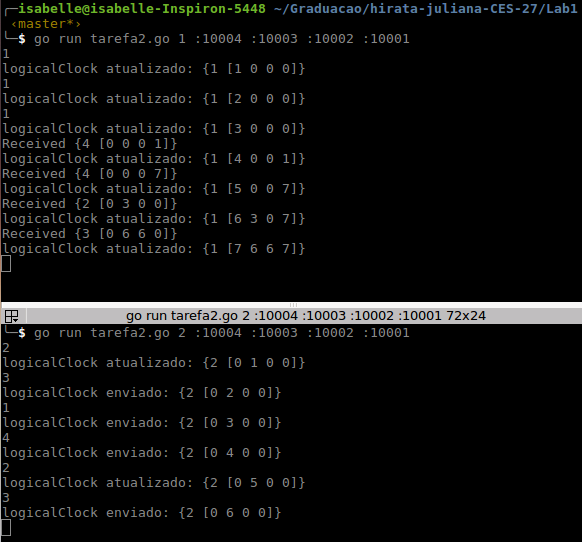 ╭─isabelle@isabelle-Inspiron-5448 ~/Graduacao/hirata-juliana-CES-27/Lab1
‹master*›
╰─$ go run tarefa2.go 1 :10004 :10003 :10002 :10001
1
logicalClock atualizado: {1 [1 0 0 0]}
1
logicalClock atualizado: {1 [2 0 0 0]}
1
logicalClock atualizado: {1 [3 0 0 0]}
Received {4 [0 0 0 1]}
logicalClock atualizado: {1 [4 0 0 1]}
Received {4 [0 0 0 7]}
logicalClock atualizado: {1 [5 0 0 7]}
Received {2 [0 3 0 0]}
logicalClock atualizado: {1 [6 3 0 7]}
Received {3 [0 6 6 0]}
logicalClock atualizado: {1 [7 6 6 7]}
go run tarefa2.go 2 :10004 :10003 :10002 :10001 72x24
╰─$ go run tarefa2.go 2 :10004 :10003 :10002 :10001
2
logicalClock atualizado: {2 [0 1 0 0]}
3
logicalClock enviado: {2 [0 2 0 0]}
1
logicalClock enviado: {2 [0 3 0 0]}
4
logicalClock enviado: {2 [0 4 0 0]}
2
logicalClock atualizado: {2 [0 5 0 0]}
3
logicalClock enviado: {2 [0 6 0 0]}